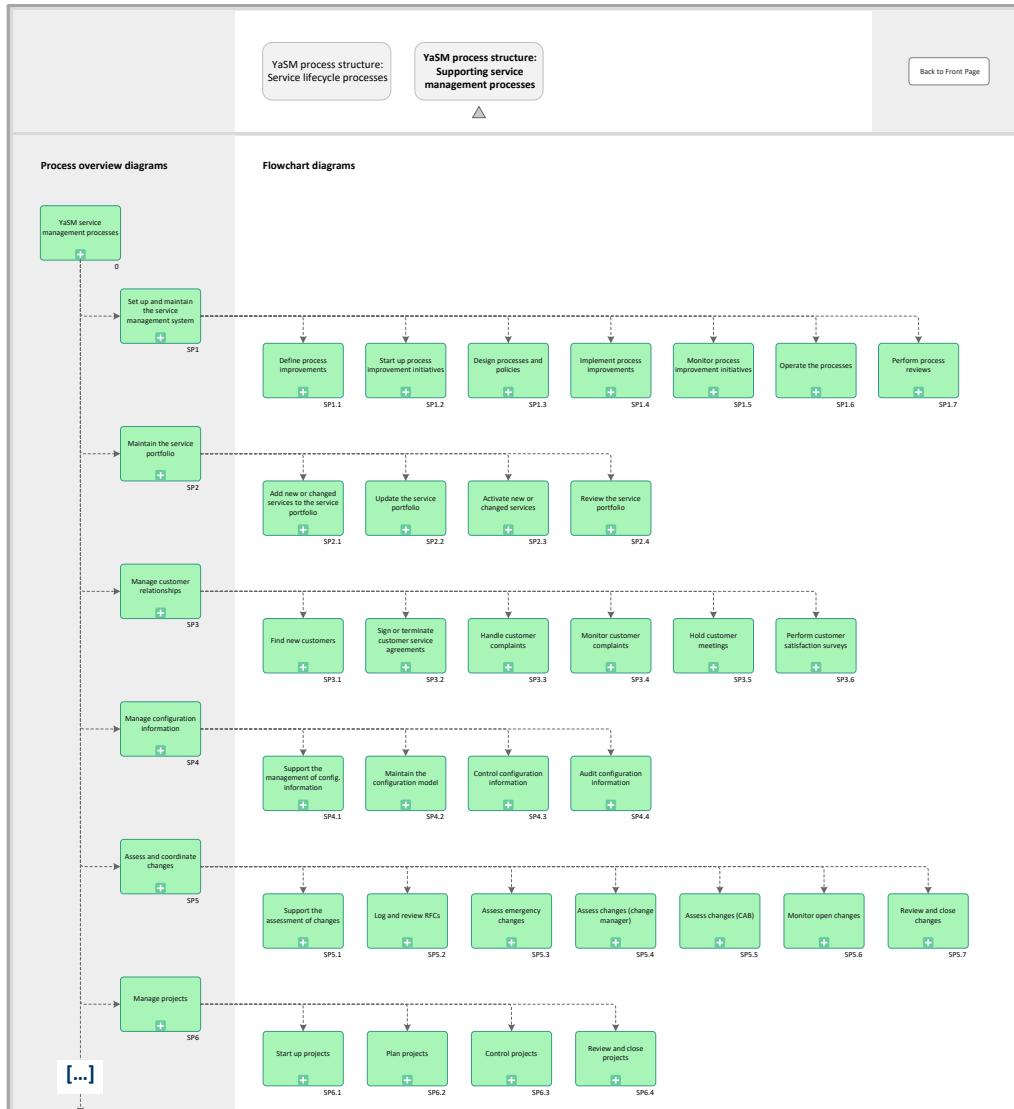 YaSM process structure:
Service lifecycle processes
YaSM process structure:
Supporting service
management processes
Back to Front Page
Process overview diagrams
Flowchart diagrams
YaSM service
management processes
0
Set up and maintain
the service
management system
SP1
Define process
improvements
SP1.1
Start up process
improvement initiatives
SP1.2
Design processes and
policies
SP1.3
Implement process
improvements
SP1.4
Monitor process
improvement initiatives
SP1.5
Operate the processes
SP1.6
Perform process
reviews
SP1.7
Maintain the service
portfolio
SP2
Add new or changed
services to the service
portfolio
SP2.1
Update the service
portfolio
SP2.2
Activate new or
changed services
SP2.3
Review the service
portfolio
SP2.4
Manage customer
relationships
SP3
Find new customers
SP3.1
Sign or terminate
customer service
agreements
SP3.2
Handle customer
complaints
SP3.3
Monitor customer
complaints
SP3.4
Hold customer
meetings
SP3.5
Perform customer
satisfaction surveys
SP3.6
Manage configuration
information
SP4
Support the
management of config.
information
SP4.1
Maintain the
configuration model
SP4.2
Control configuration
information
SP4.3
Audit configuration
information
SP4.4
Assess and coordinate
changes
SP5
Support the
assessment of changes
SP5.1
Log and review RFCs
SP5.2
Assess emergency
changes
SP5.3
Assess changes (change
manager)
SP5.4
Assess changes (CAB)
SP5.5
Monitor open changes
SP5.6
Review and close
changes
SP5.7
Manage projects
SP6
Start up projects
SP6.1
Plan projects
SP6.2
Control projects
SP6.3
Review and close
projects
SP6.4
[...]